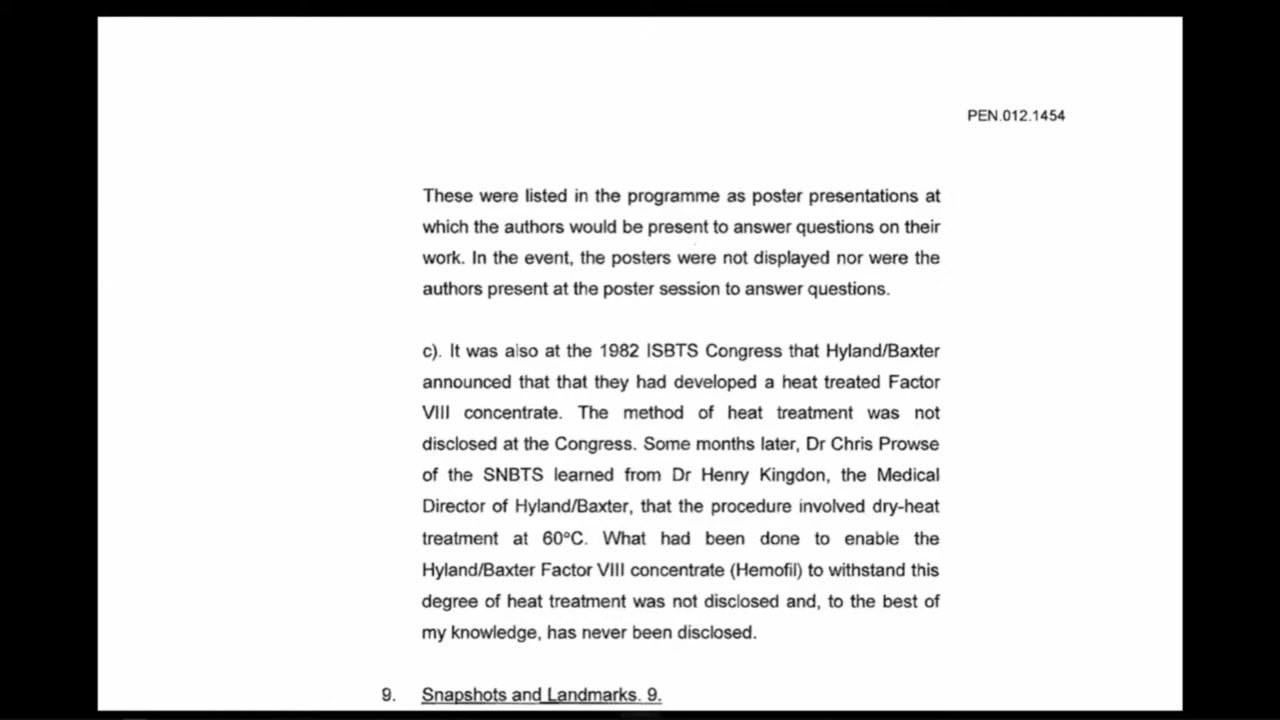 PEN.012.1454
These were listed in the programme as poster presentations at
which the authors would be present to answer questions on their
work. In the event, the posters were not displayed nor were the
authors present at the poster session to answer questions.
c). It was also at the 1982 ISBTS Congress that Hyland/Baxter
announced that that they had developed a heat treated Factor
VIII concentrate. The method of heat treatment was not
disclosed at the Congress. Some months later, Dr Chris Prowse
of the SNBTS learned from Dr Henry Kingdon, the Medical
Director of Hyland/Baxter, that the procedure involved dry-heat
treatment at 60°C. What had been done to enable the
Hyland/Baxter Factor VIII concentrate (Hemofil) to withstand this
degree of heat treatment was not disclosed and, to the best of
my knowledge, has never been disclosed.
9. Snapshots and Landmarks. 9.